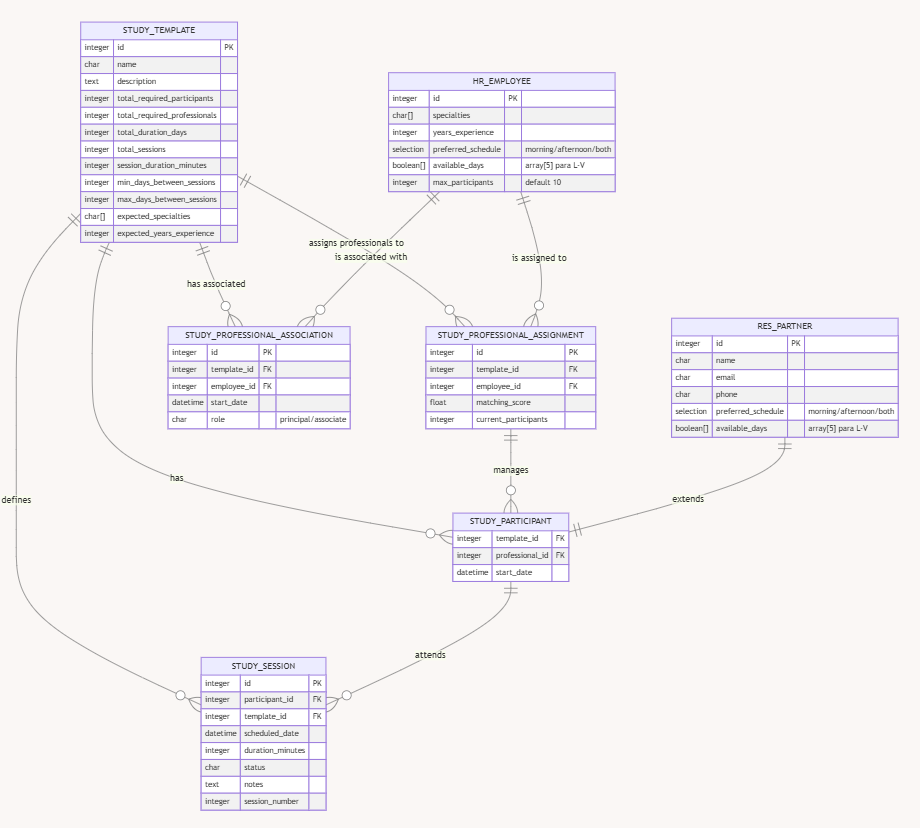 STUDY_TEMPLATE
integer id PK
char name
text description
integer total_required_participants
integer total_required_professionals
integer total_duration_days
integer total_sessions
integer session_duration_minutes
integer min_days_between_sessions
integer max_days_between_sessions
char[] expected_specialties
integer expected_years_experience
HR_EMPLOYEE
integer id PK
char[] specialties
integer years_experience
selection preferred_schedule morning/afternoon/both
boolean[] available_days array[5] para L-V
integer max_participants default 10
assigns professionals to
is associated with
is assigned to
has associated
STUDY_PROFESSIONAL_ASSOCIATION
integer id PK
integer template_id FK
integer employee_id FK
datetime start_date
char role principal/associate
STUDY_PROFESSIONAL_ASSIGNMENT
integer id PK
integer template_id FK
integer employee_id FK
float matching_score
integer current_participants
RES_PARTNER
integer id PK
char name
char email
char phone
selection preferred_schedule morning/afternoon/both
boolean[] available_days array[5] para L-V
manages
has
defines
extends
STUDY_PARTICIPANT
integer template_id FK
integer professional_id FK
datetime start_date
attends
STUDY_SESSION
integer id PK
integer participant_id FK
integer template_id FK
datetime scheduled_date
integer duration_minutes
char status
text notes
integer session_number